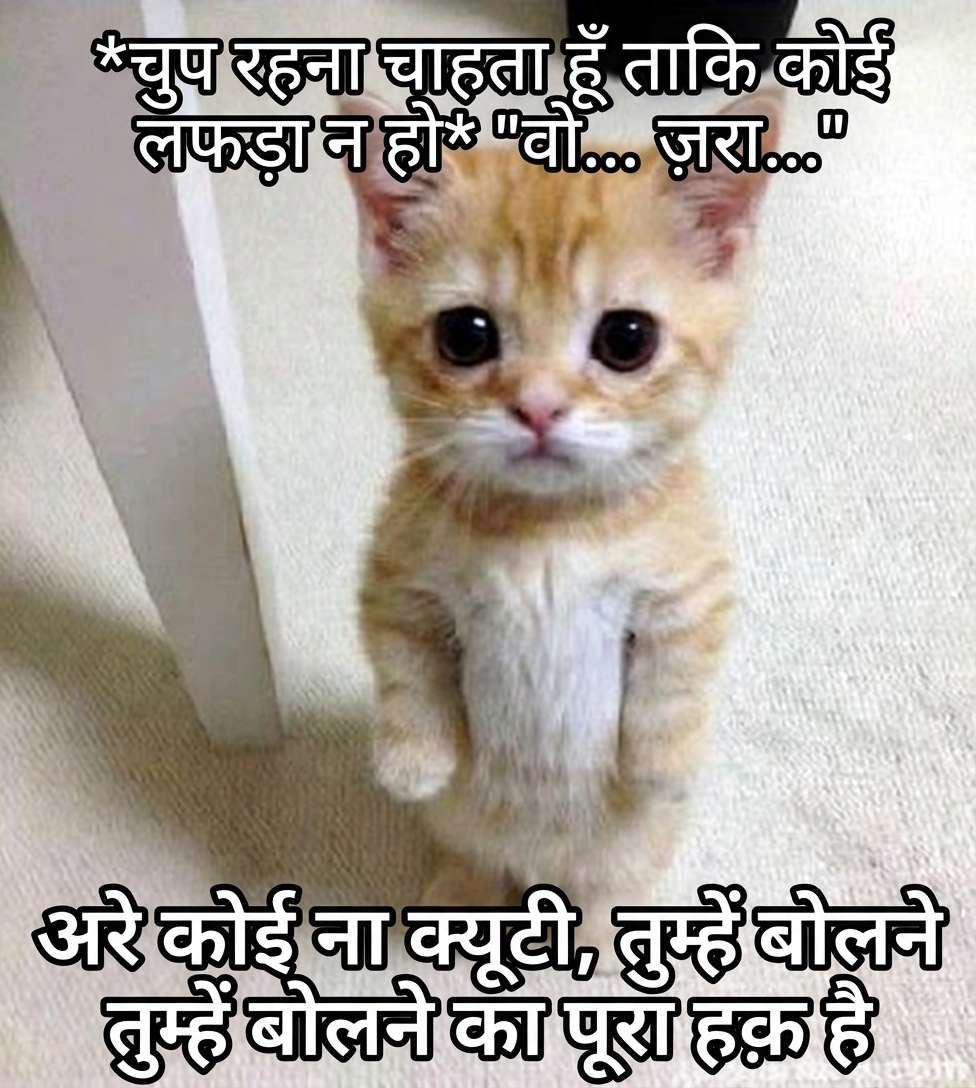 *चुप रहना चाहता हूँ ताकि कोई
लफड़ा न हो* "वो... ज़रा..."
अरे कोई ना क्यूटी, तुम्हें बोलने
तुम्हें बोलने का पूरा हक़ है